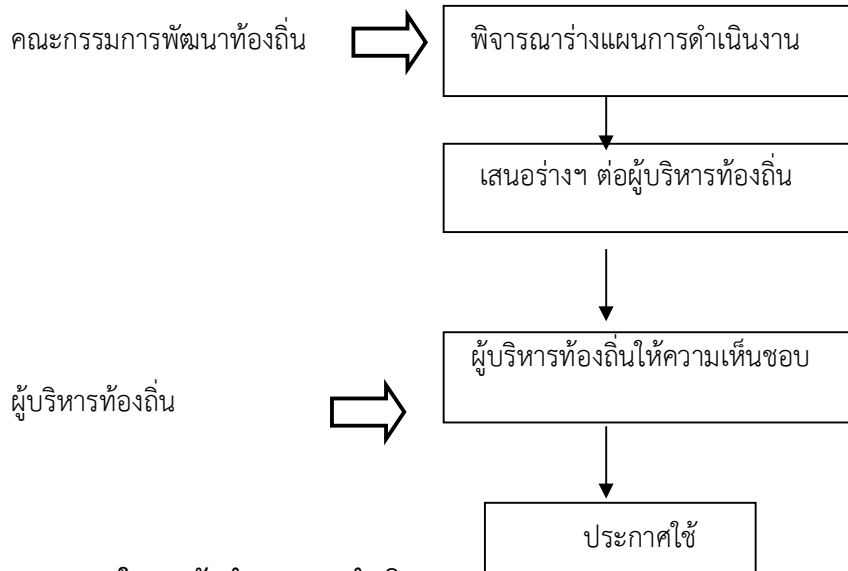 คณะกรรมการพัฒนาท้องถิ่น
พิจารณาร่างแผนการดำเนินงาน
เสนอร่างฯ ต่อผู้บริหารท้องถิ่น
ผู้บริหารท้องถิ่นให้ความเห็นชอบ
ผู้บริหารท้องถิ่น
ประกาศใช้